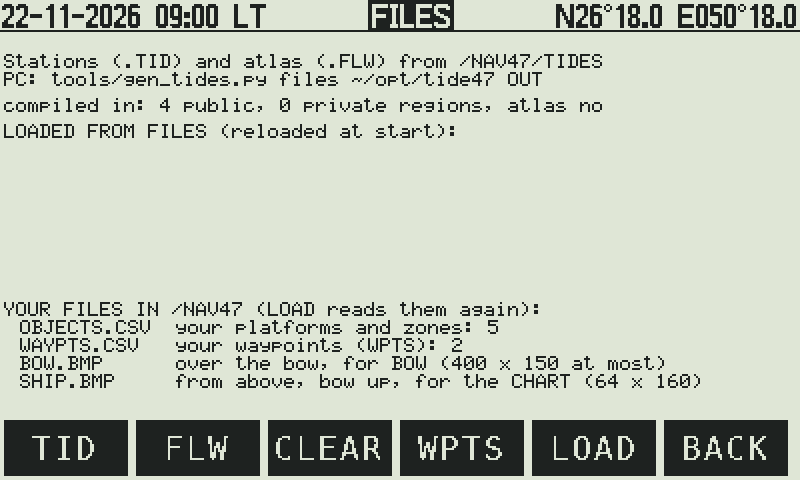 22-11-2026 09:00 LT FILES N26°18.0 E050°18.0
Stations (.TID) and atlas (.FLW) from /NAV47/TIDES
PC: tools/gen_tides.py files ~/opt/tide47 OUT
compiled in: 4 public, 0 private regions, atlas no
LOADED FROM FILES (reloaded at start):
YOUR FILES IN /NAV47 (LOAD reads them again):
OBJECTS.CSV your platforms and zones: 5
WAYPTS.CSV your waypoints (WPTS): 2
BOW.BMP over the bow, for BOW (400 x 150 at most)
SHIP.BMP from above, bow up, for the CHART (64 x 160)
TID FLW CLEAR WPTS LOAD BACK